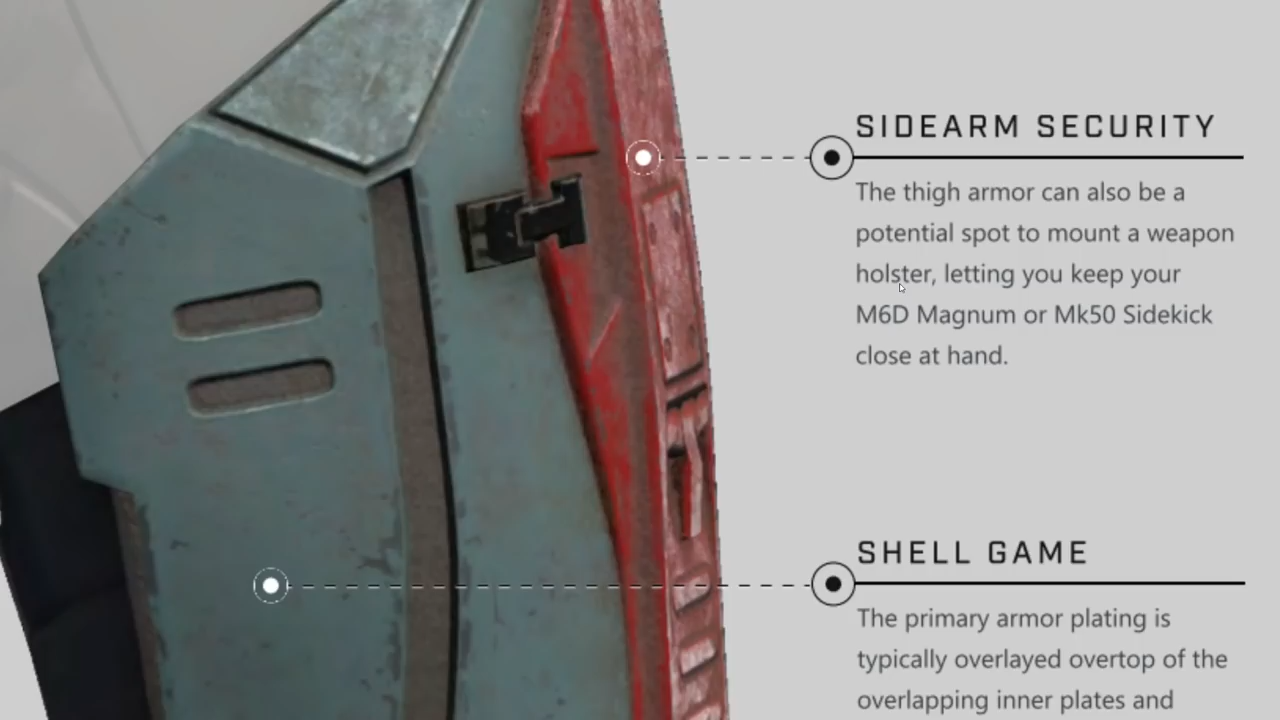 SIDEARM SECURITY
The thigh armor can also be a
potential spot to mount a weapon
holster, letting you keep your
M6D Magnum or Mk50 Sidekick
close at hand.
SHELL GAME
The primary armor plating is
typically overlayed overtop of the
overlapping inner plates and